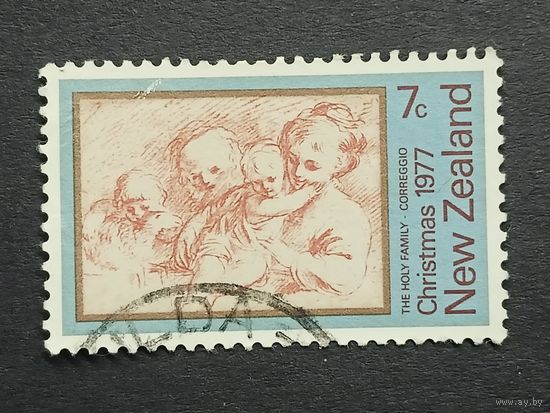 7c
THE HOLY FAMILY · CORREGGIO
Christmas 1977
New Zealand
www.ay.by